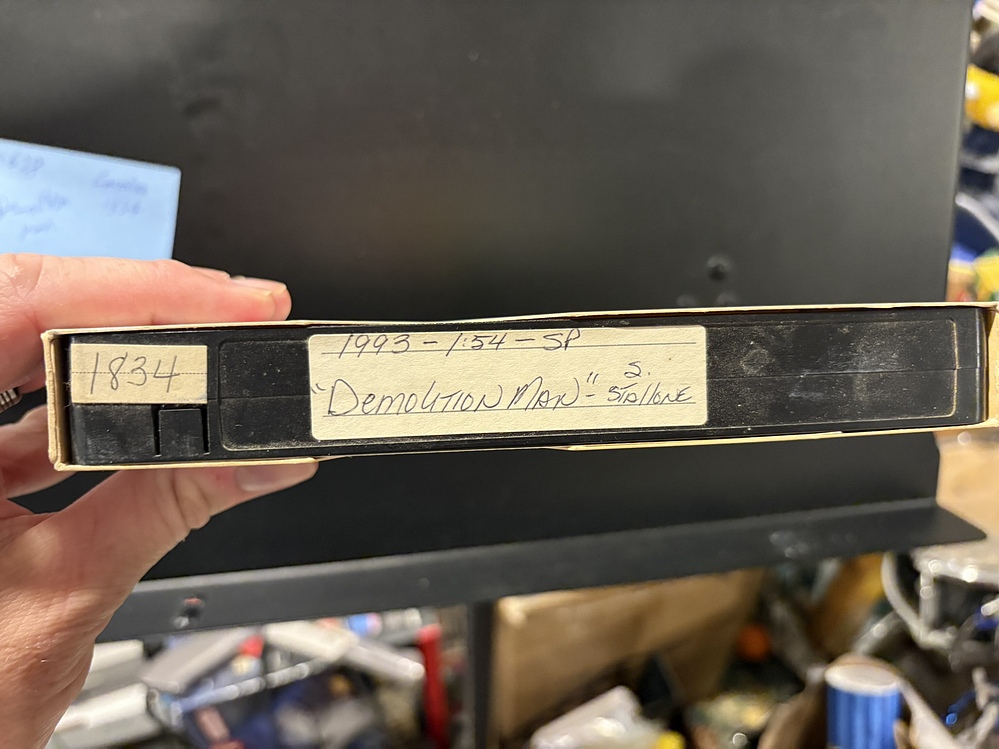 1834
1993 - 1:54 - SP
"Demolition Man" - S. Stallone